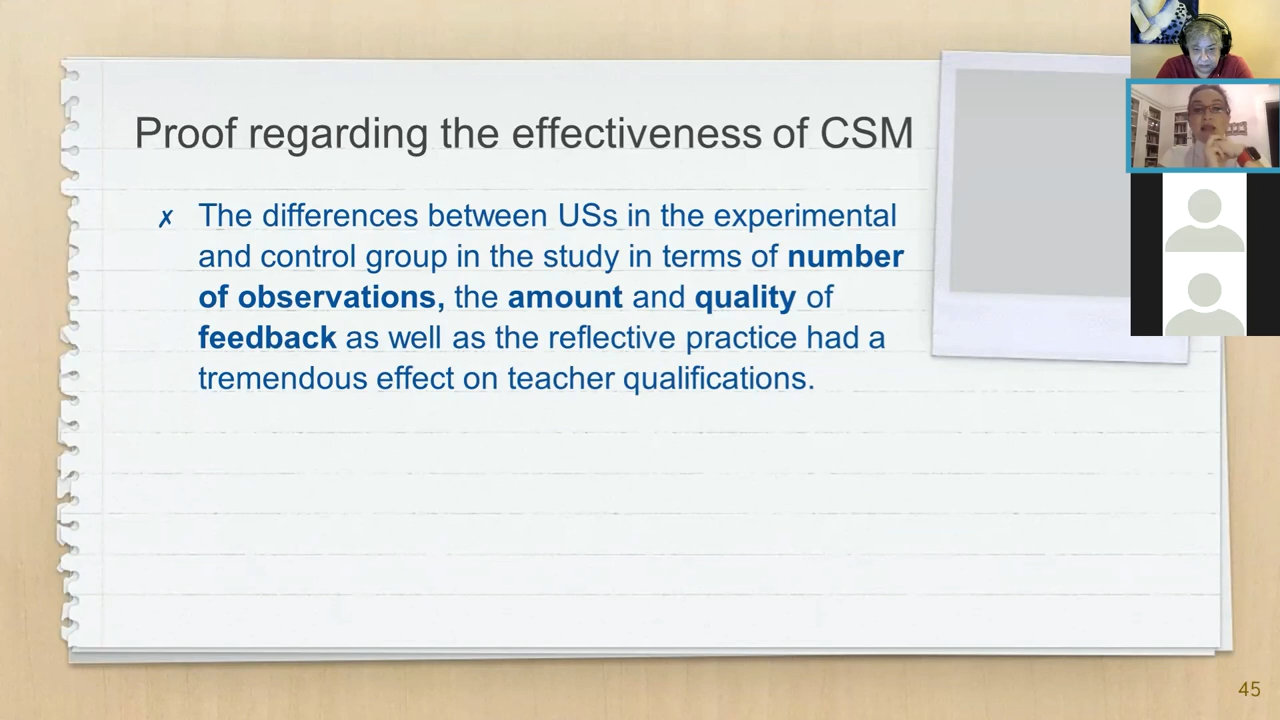 Proof regarding the effectiveness of CSM
✗ The differences between USs in the experimental
and control group in the study in terms of number
of observations, the amount and quality of
feedback as well as the reflective practice had a
tremendous effect on teacher qualifications.
45